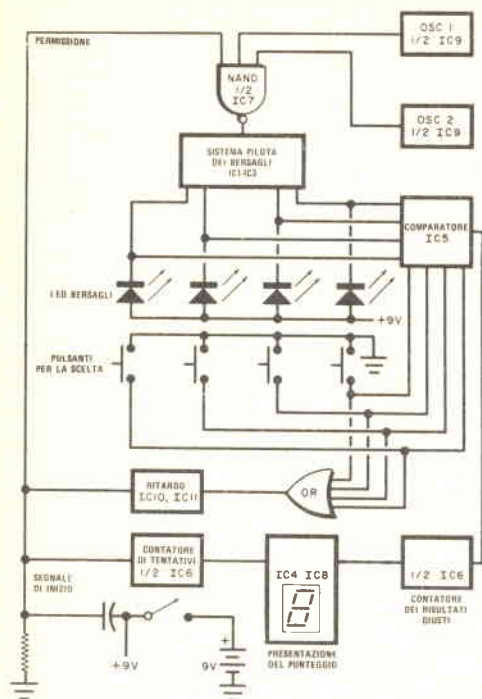 PERMISSIONE
OSC 1
1/2 IC9
NAND
1/2
IC7
OSC 2
1/2 IC9
SISTEMA PILOTA
DEI BERSAGLI
IC1-IC3
COMPARATORE
IC5
LED BERSAGLI
+9V
PULSANTI
PER LA SCELTA
OR
RITARDO
IC10, IC11
CONTATORE
DI TENTATIVI
1/2 IC6
IC4 IC8
1/2 IC6
SEGNALE
DI INIZIO
CONTATORE
DEI RISULTATI
GIUSTI
+9V
9V
+
PRESENTAZIONE
DEL PUNTEGGIO